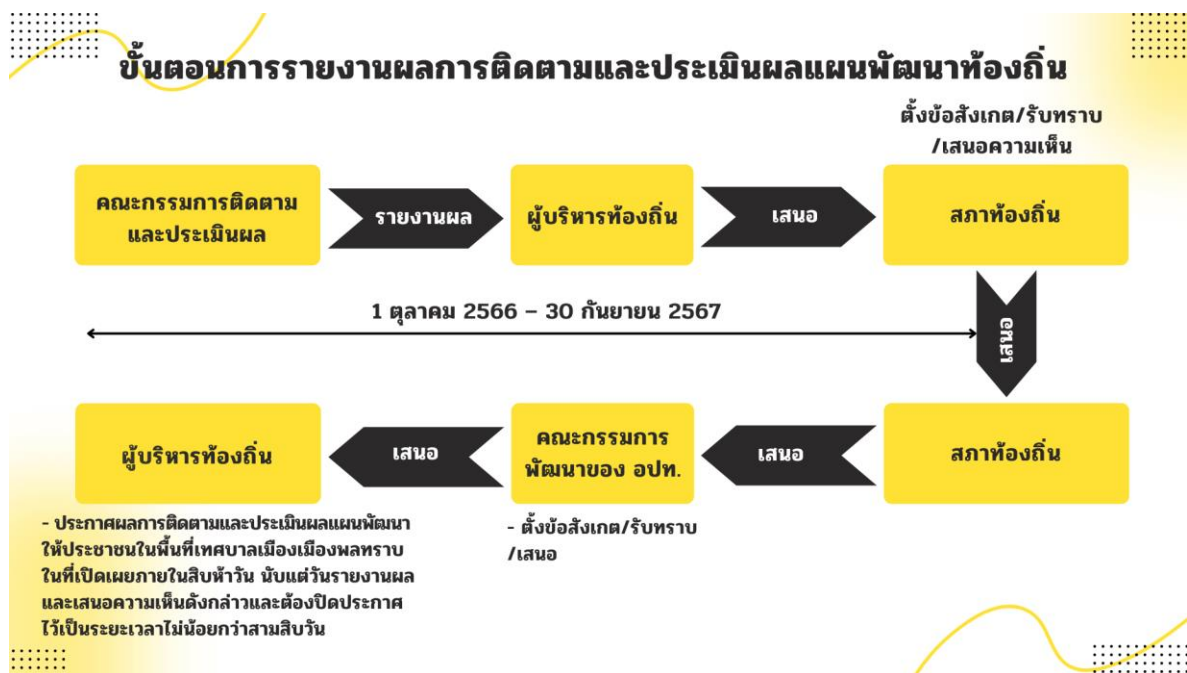 ขั้นตอนการรายงานผลการติดตามและประเมินผลแผนพัฒนาท้องถิ่น
ตั้งข้อสังเกต/รับทราบ
/เสนอความเห็น
คณะกรรมการติดตาม
และประเมินผล
รายงานผล
ผู้บริหารท้องถิ่น
เสนอ
สภาท้องถิ่น
1 ตุลาคม 2566 – 30 กันยายน 2567
เสนอ
ผู้บริหารท้องถิ่น
เสนอ
คณะกรรมการ
พัฒนาของ อปท.
เสนอ
สภาท้องถิ่น
- ประกาศผลการติดตามและประเมินผลแผนพัฒนา
ให้ประชาชนในพื้นที่เทศบาลเมืองเมืองพลทราบ
ในที่เปิดเผยภายในสิบห้าวัน นับแต่วันรายงานผล
และเสนอความเห็นดังกล่าวและต้องปิดประกาศ
ไว้เป็นระยะเวลาไม่น้อยกว่าสามสิบวัน
- ตั้งข้อสังเกต/รับทราบ
/เสนอ